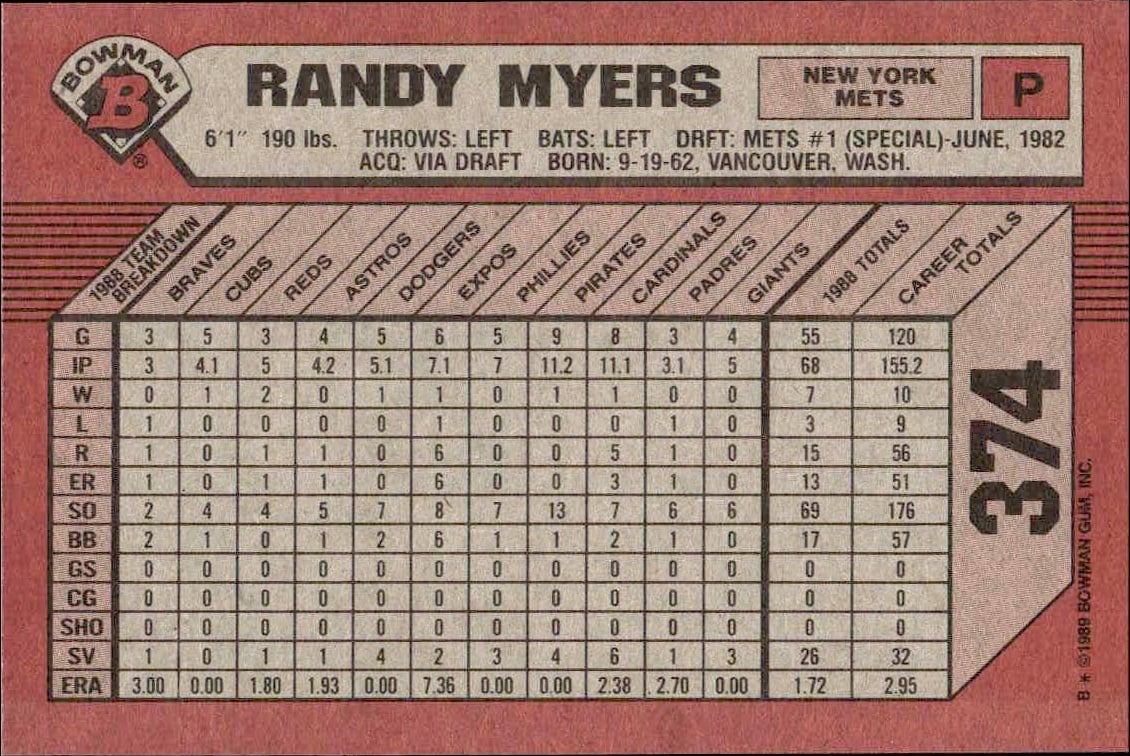 BOWMAN
B
®
RANDY MYERS
NEW YORK
METS
P
6'1" 190 lbs. THROWS: LEFT BATS: LEFT DRFT: METS #1 (SPECIAL)-JUNE, 1982
ACQ: VIA DRAFT BORN: 9-19-62, VANCOUVER, WASH.
1988 TEAM
BREAKDOWN
BRAVES
CUBS
REDS
ASTROS
DODGERS
EXPOS
PHILLIES
PIRATES
CARDINALS
PADRES
GIANTS
1988 TOTALS
CAREER
TOTALS
G 3 5 3 4 5 6 5 9 8 3 4 55 120
IP 3 4.1 5 4.2 5.1 7.1 7 11.2 11.1 3.1 5 68 155.2
W 0 1 2 0 1 1 0 1 1 0 0 7 10
L 1 0 0 0 0 1 0 0 0 1 0 3 9
R 1 0 1 1 0 6 0 0 5 1 0 15 56
ER 1 0 1 1 0 6 0 0 3 1 0 13 51
SO 2 4 4 5 7 8 7 13 7 6 6 69 176
BB 2 1 0 1 2 6 1 1 2 1 0 17 57
GS 0 0 0 0 0 0 0 0 0 0 0 0 0
CG 0 0 0 0 0 0 0 0 0 0 0 0 0
SHO 0 0 0 0 0 0 0 0 0 0 0 0 0
SV 1 0 1 1 4 2 3 4 6 1 3 26 32
ERA 3.00 0.00 1.80 1.93 0.00 7.36 0.00 0.00 2.38 2.70 0.00 1.72 2.95
374
B * ©1989 BOWMAN GUM, INC.